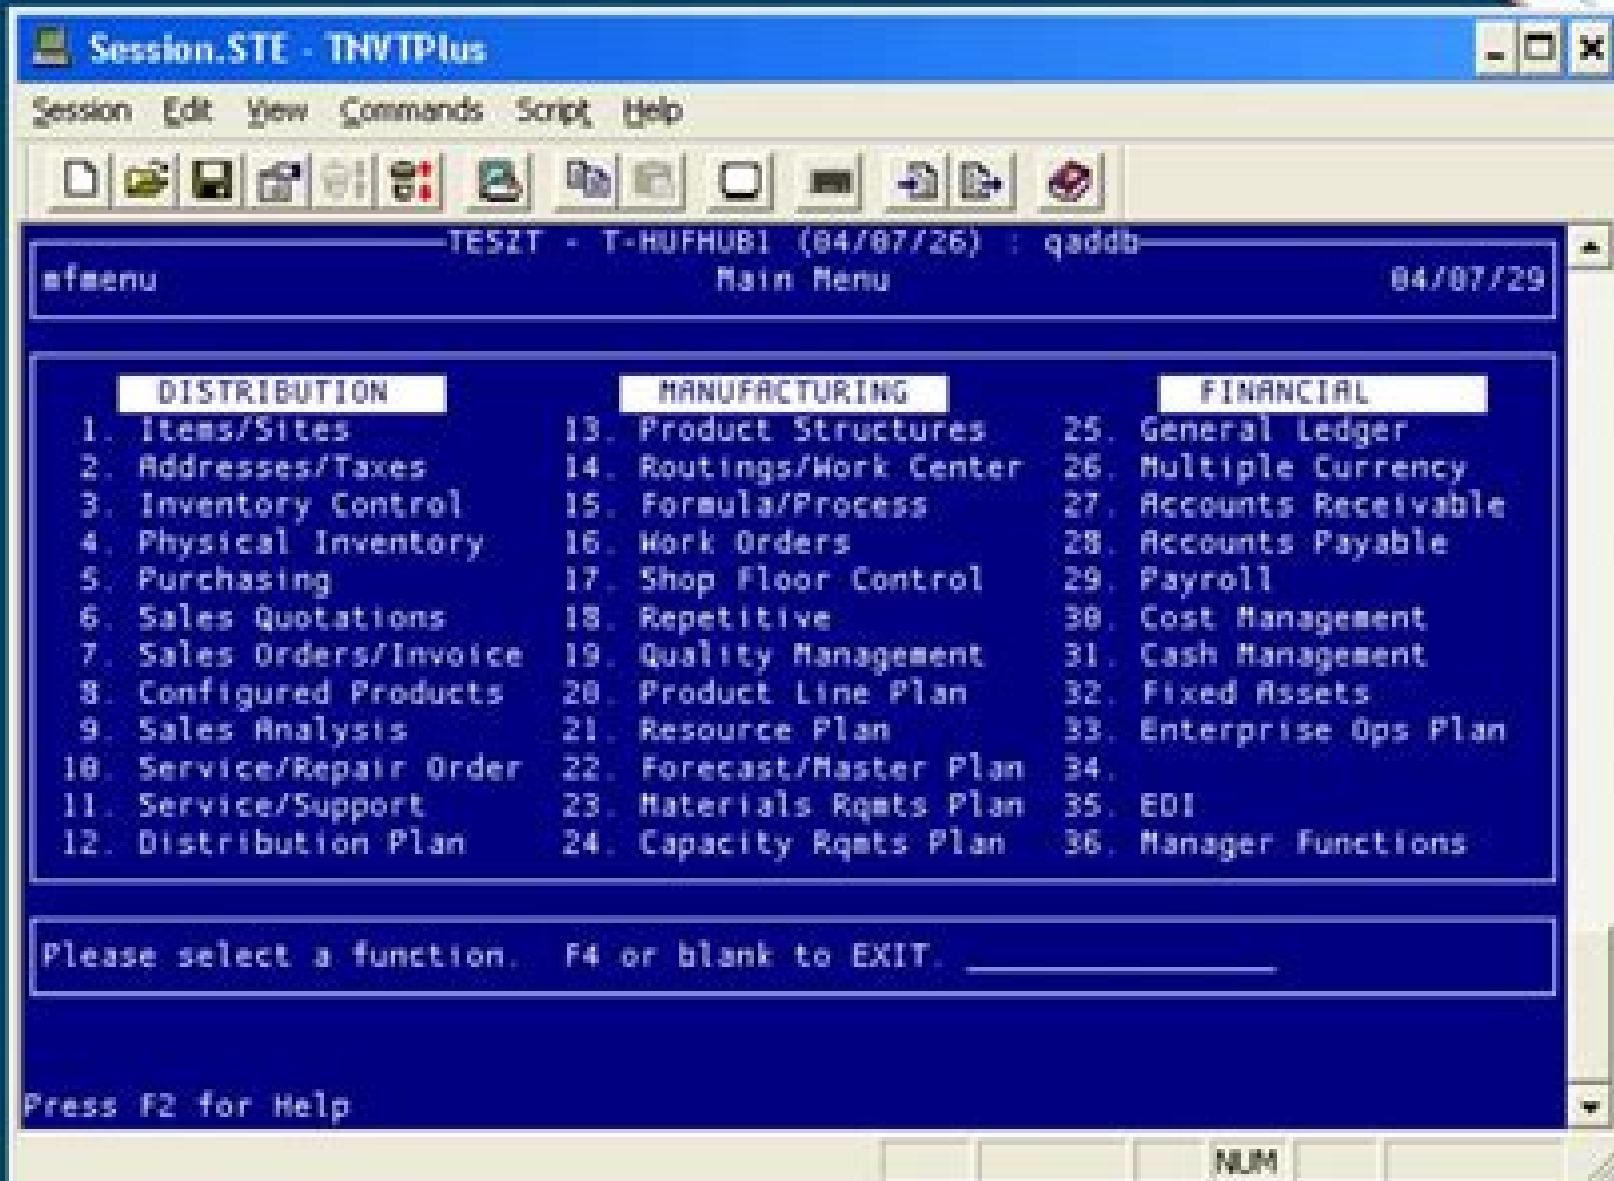 Session.STE - TNVTPlus
Session Edit View Commands Script Help
TESZT - T-HUFHUB1 (04/07/26) : qaddb
mfmenu Main Menu 04/07/29
DISTRIBUTION MANUFACTURING FINANCIAL
1. Items/Sites 13. Product Structures 25. General Ledger
2. Addresses/Taxes 14. Routings/Work Center 26. Multiple Currency
3. Inventory Control 15. Formula/Process 27. Accounts Receivable
4. Physical Inventory 16. Work Orders 28. Accounts Payable
5. Purchasing 17. Shop Floor Control 29. Payroll
6. Sales Quotations 18. Repetitive 30. Cost Management
7. Sales Orders/Invoice 19. Quality Management 31. Cash Management
8. Configured Products 20. Product Line Plan 32. Fixed Assets
9. Sales Analysis 21. Resource Plan 33. Enterprise Ops Plan
10. Service/Repair Order 22. Forecast/Master Plan 34.
11. Service/Support 23. Materials Rqmts Plan 35. EDI
12. Distribution Plan 24. Capacity Rqmts Plan 36. Manager Functions
Please select a function. F4 or blank to EXIT.
Press F2 for Help
NUM